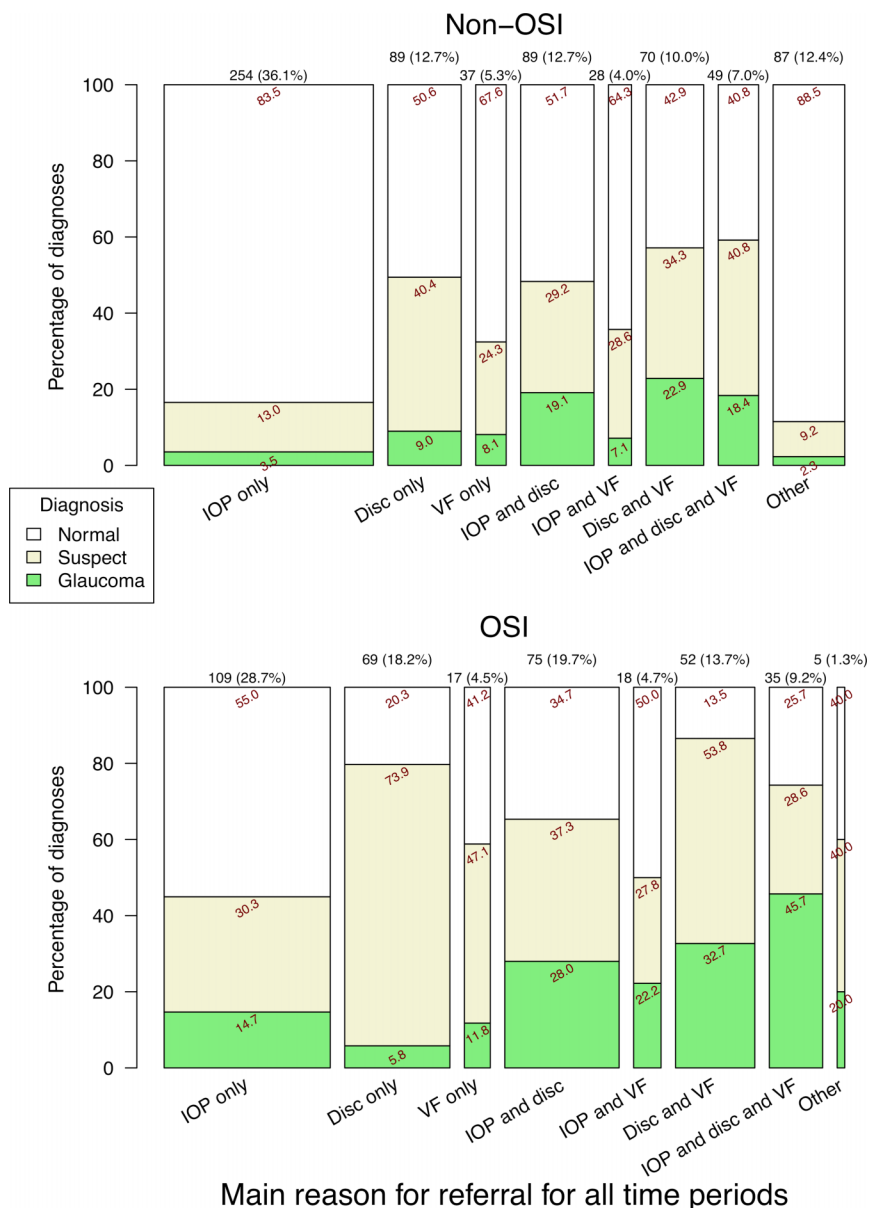 Non−OSI
89 (12.7%) 89 (12.7%) 70 (10.0%) 87 (12.4%)
254 (36.1%) 37 (5.3%) 28 (4.0%) 49 (7.0%)
100
80
60
40
20
0
Percentage of diagnoses
83.5 50.6 67.6 51.7 64.3 42.9 40.8 88.5
13.0 40.4 24.3 29.2 28.6 34.3 40.8 9.2
3.5 9.0 8.1 19.1 7.1 22.9 18.4 2.3
IOP only
Disc only
VF only
IOP and disc
IOP and VF
Disc and VF
IOP and disc and VF
Other
Diagnosis
Normal
Suspect
Glaucoma
OSI
69 (18.2%) 75 (19.7%) 52 (13.7%) 5 (1.3%)
109 (28.7%) 17 (4.5%) 18 (4.7%) 35 (9.2%)
100
80
60
40
20
0
Percentage of diagnoses
55.0 20.3 41.2 34.7 50.0 13.5 25.7 40.0
30.3 73.9 47.1 37.3 27.8 53.8 28.6 40.0
14.7 5.8 11.8 28.0 22.2 32.7 45.7 20.0
IOP only
Disc only
VF only
IOP and disc
IOP and VF
Disc and VF
IOP and disc and VF
Other
Main reason for referral for all time periods